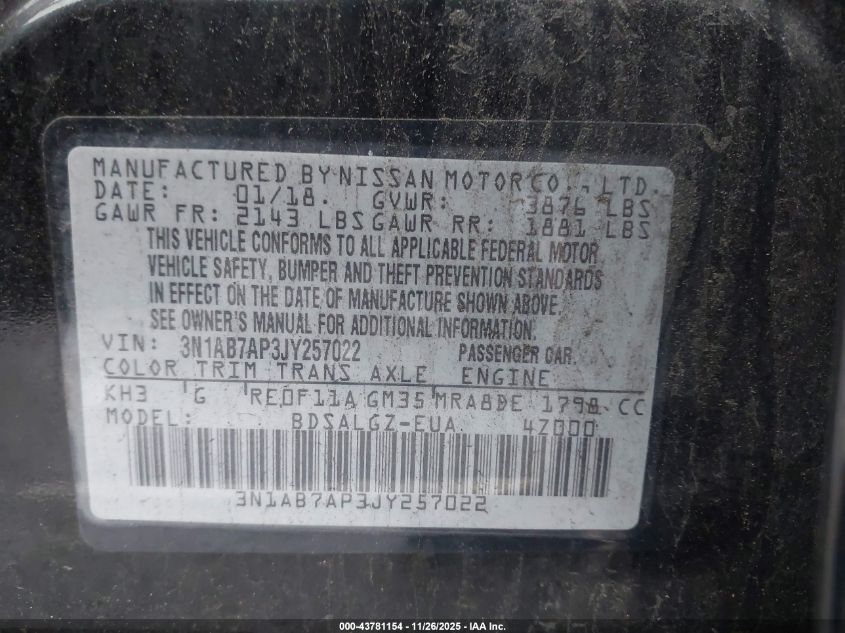 MANUFACTURED BY NISSAN MOTOR CO., LTD.
DATE: 01/18. GVWR: 3876 LBS
GAWR FR: 2143 LBS GAWR RR: 1881 LBS
THIS VEHICLE CONFORMS TO ALL APPLICABLE FEDERAL MOTOR
VEHICLE SAFETY, BUMPER AND THEFT PREVENTION STANDARDS
IN EFFECT ON THE DATE OF MANUFACTURE SHOWN ABOVE.
SEE OWNER'S MANUAL FOR ADDITIONAL INFORMATION.
VIN: 3N1AB7AP3JY257022 PASSENGER CAR.
COLOR TRIM TRANS AXLE ENGINE
KH3 G RE0F11A GM35 MRA8DE 1798 CC
MODEL: BDSALGZ-EUA 4Z000
3N1AB7AP3JY257022
000-43781154 - 11/26/2025 - IAA Inc.